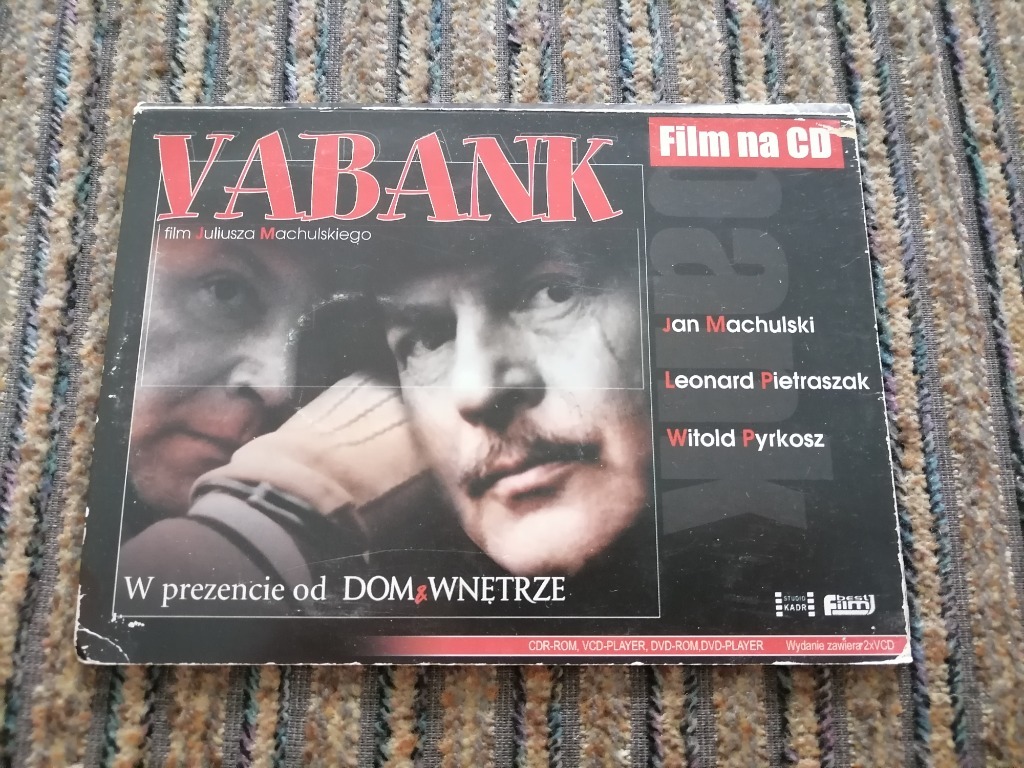 VABANK
Film na CD
film Juliusza Machulskiego
Jan Machulski
Leonard Pietraszak
Witold Pyrkosz
W prezencie od DOM&WNĘTRZE
STUDIO
KADR
best
film
CDR-ROM, VCD-PLAYER, DVD-ROM,DVD-PLAYER Wydanie zawiera 2xVCD